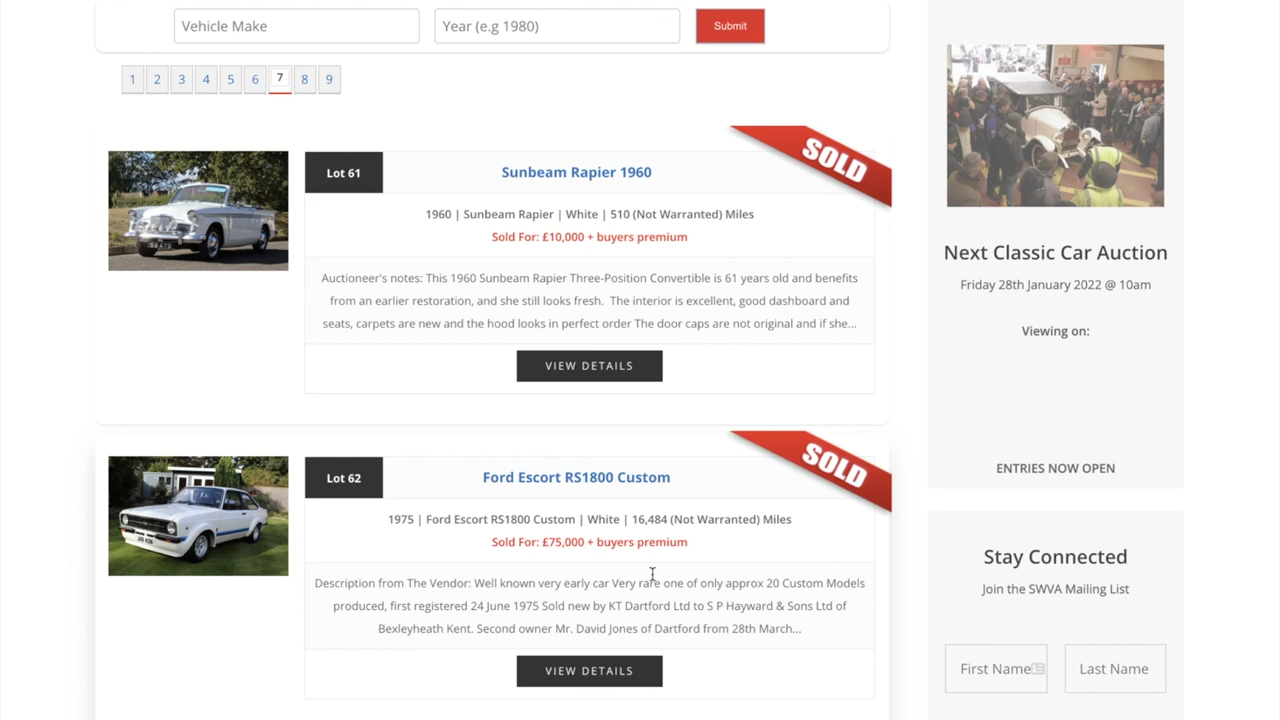 Vehicle Make
Year (e.g 1980)
Submit
1 2 3 4 5 6 7 8 9
Lot 61
Sunbeam Rapier 1960
SOLD
1960 | Sunbeam Rapier | White | 510 (Not Warranted) Miles
Sold For: £10,000 + buyers premium
Auctioneer's notes: This 1960 Sunbeam Rapier Three-Position Convertible is 61 years old and benefits
from an earlier restoration, and she still looks fresh. The interior is excellent, good dashboard and
seats, carpets are new and the hood looks in perfect order The door caps are not original and if she...
VIEW DETAILS
Lot 62
Ford Escort RS1800 Custom
SOLD
1975 | Ford Escort RS1800 Custom | White | 16,484 (Not Warranted) Miles
Sold For: £75,000 + buyers premium
Description from The Vendor: Well known very early car Very rare one of only approx 20 Custom Models
produced, first registered 24 June 1975 Sold new by KT Dartford Ltd to S P Hayward & Sons Ltd of
Bexleyheath Kent. Second owner Mr. David Jones of Dartford from 28th March...
VIEW DETAILS
Next Classic Car Auction
Friday 28th January 2022 @ 10am
Viewing on:
ENTRIES NOW OPEN
Stay Connected
Join the SWVA Mailing List
First Name
Last Name